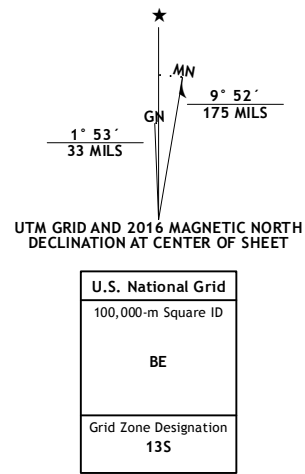 ★
MN
GN
9° 52´
175 MILS
1° 53´
33 MILS
UTM GRID AND 2016 MAGNETIC NORTH
DECLINATION AT CENTER OF SHEET
U.S. National Grid
100,000-m Square ID
BE
Grid Zone Designation
13S